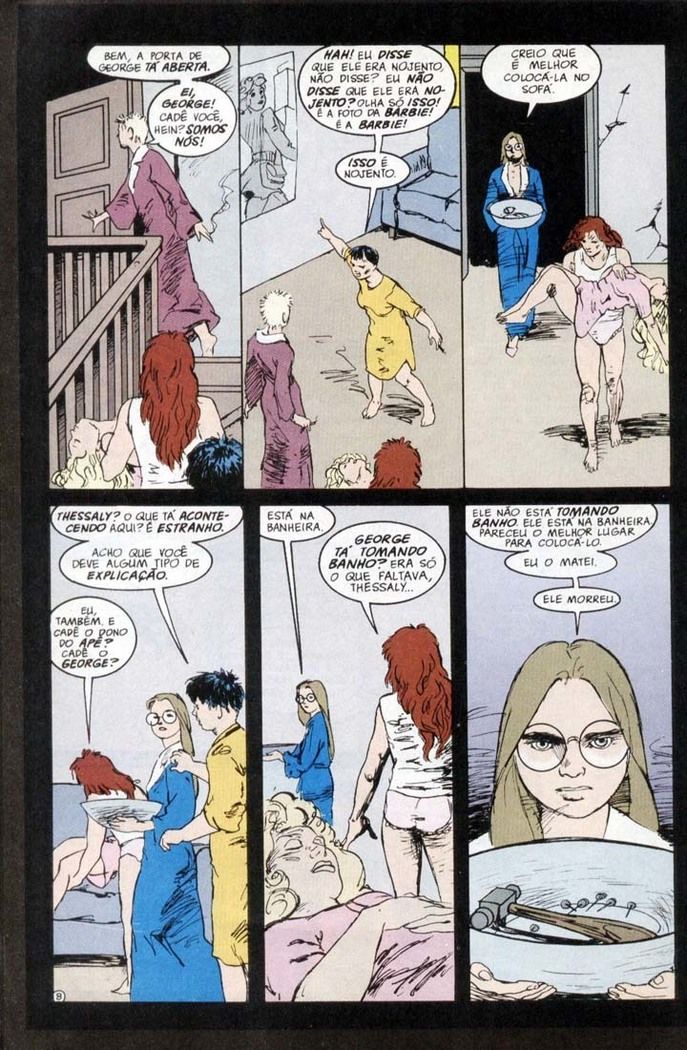 BEM, A PORTA DE
GEORGE TÁ ABERTA.
EI,
GEORGE!
CADÊ VOCÊ,
HEIN? SOMOS
NÓS!
HAH! EU DISSE
QUE ELE ERA NOJENTO,
NÃO DISSE? EU NÃO
DISSE QUE ELE ERA NO-
JENTO? OLHA SÓ ISSO!
É A FOTO DA BARBIE!
É A BARBIE!
ISSO É
NOJENTO.
CREIO QUE
É MELHOR
COLOCÁ-LA NO
SOFÁ.
THESSALY? O QUE TÁ ACONTE-
CENDO AQUI? É ESTRANHO.
ACHO QUE VOCÊ
DEVE ALGUM TIPO DE
EXPLICAÇÃO.
EU,
TAMBÉM. E
CADÊ O DONO
DO APÊ?
CADÊ O
GEORGE?
ESTÁ NA
BANHEIRA.
GEORGE
TÁ TOMANDO
BANHO? ERA SÓ
O QUE FALTAVA,
THESSALY...
ELE NÃO ESTÁ TOMANDO
BANHO. ELE ESTÁ NA BANHEIRA,
PARECEU O MELHOR LUGAR
PARA COLOCÁ-LO.
EU O MATEI.
ELE MORREU.